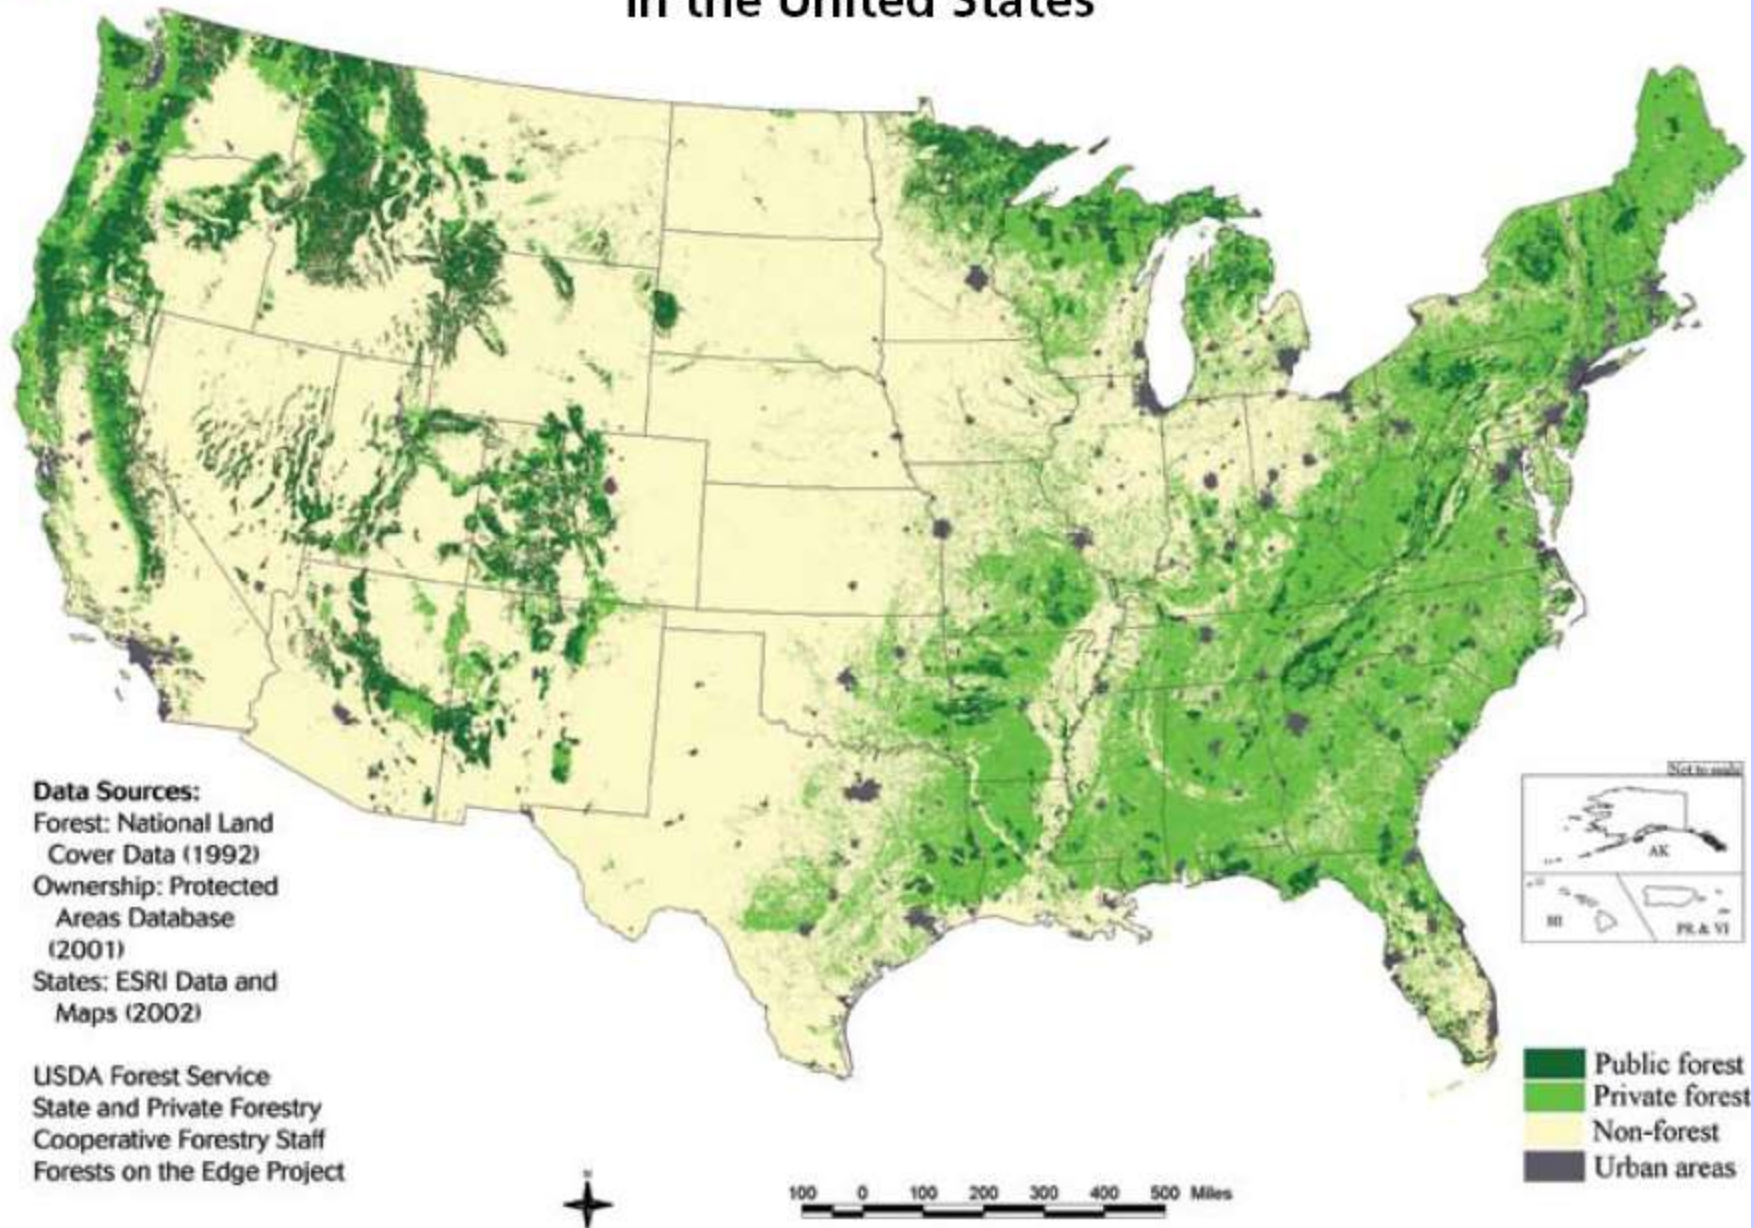 in the United States
Data Sources:
Forest: National Land
Cover Data (1992)
Ownership: Protected
Areas Database
(2001)
States: ESRI Data and
Maps (2002)
USDA Forest Service
State and Private Forestry
Cooperative Forestry Staff
Forests on the Edge Project
N
100 0 100 200 300 400 500 Miles
Not to scale
AK
HI
PR & VI
Public forest
Private forest
Non-forest
Urban areas